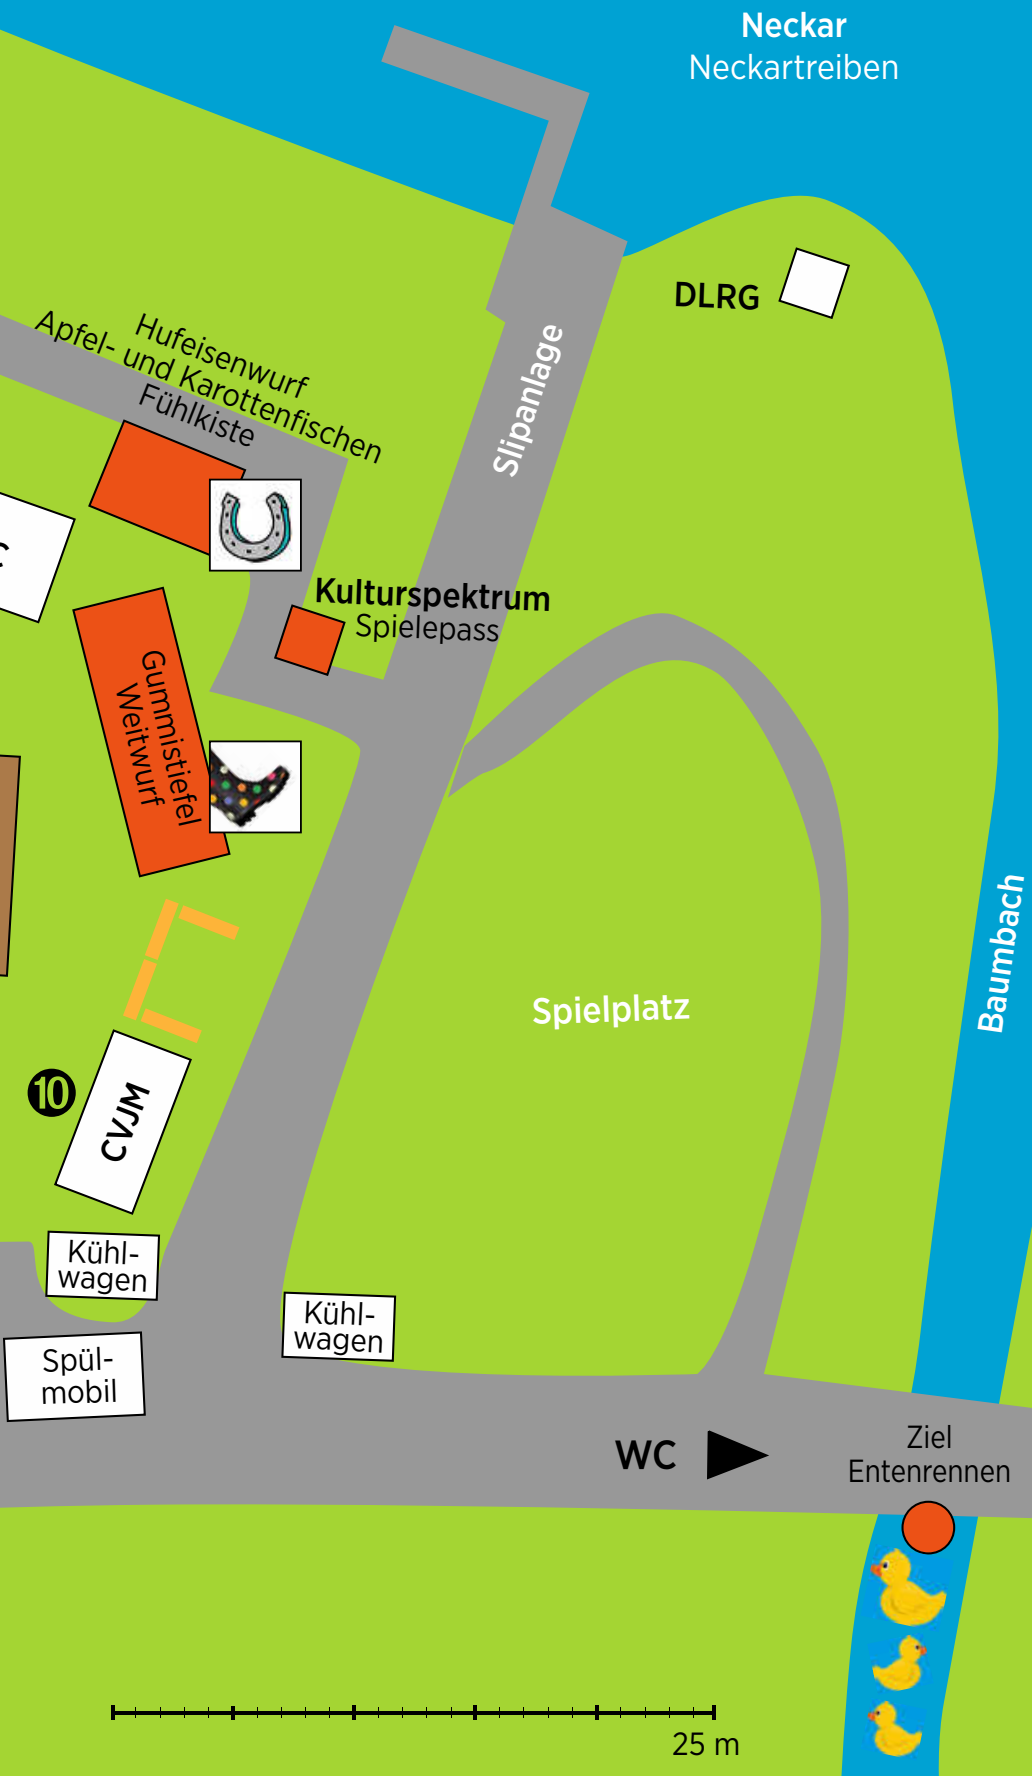 Neckar
Neckartreiben
DLRG
Slipanlage
Hufeisenwurf
Apfel- und Karottenfischen
Fühlkiste
C
Kulturspektrum
Spielepass
Gummistiefel
Weitwurf
Baumbach
Spielplatz
10
CVJM
Kühl-
wagen
Kühl-
wagen
Spül-
mobil
WC
Ziel
Entenrennen
25 m